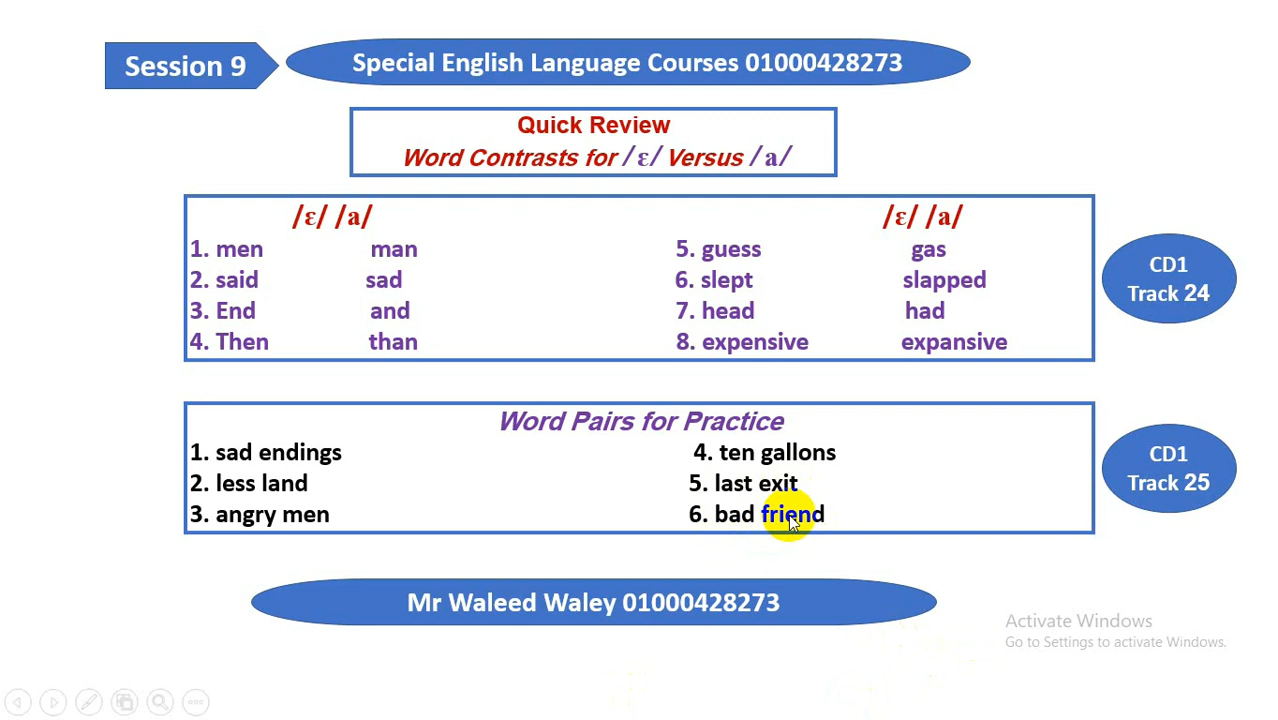 Session 9
Special English Language Courses 01000428273
Quick Review
Word Contrasts for /ɛ/ Versus /a/
/ɛ/ /a/ /ɛ/ /a/
1. men man 5. guess gas
2. said sad 6. slept slapped
3. End and 7. head had
4. Then than 8. expensive expansive
CD1
Track 24
Word Pairs for Practice
1. sad endings 4. ten gallons
2. less land 5. last exit
3. angry men 6. bad friend
CD1
Track 25
Mr Waleed Waley 01000428273
Activate Windows
Go to Settings to activate Windows.